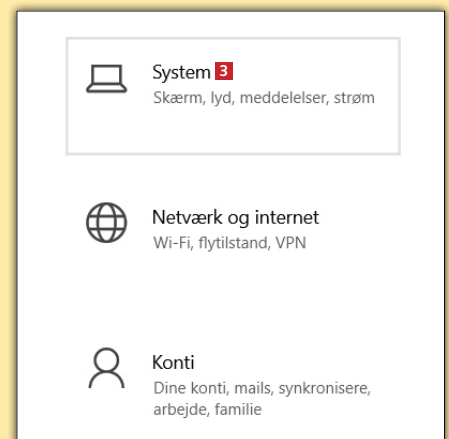 System 3
Skærm, lyd, meddelelser, strøm
Netværk og internet
Wi-Fi, flytilstand, VPN
Konti
Dine konti, mails, synkronisere,
arbejde, familie